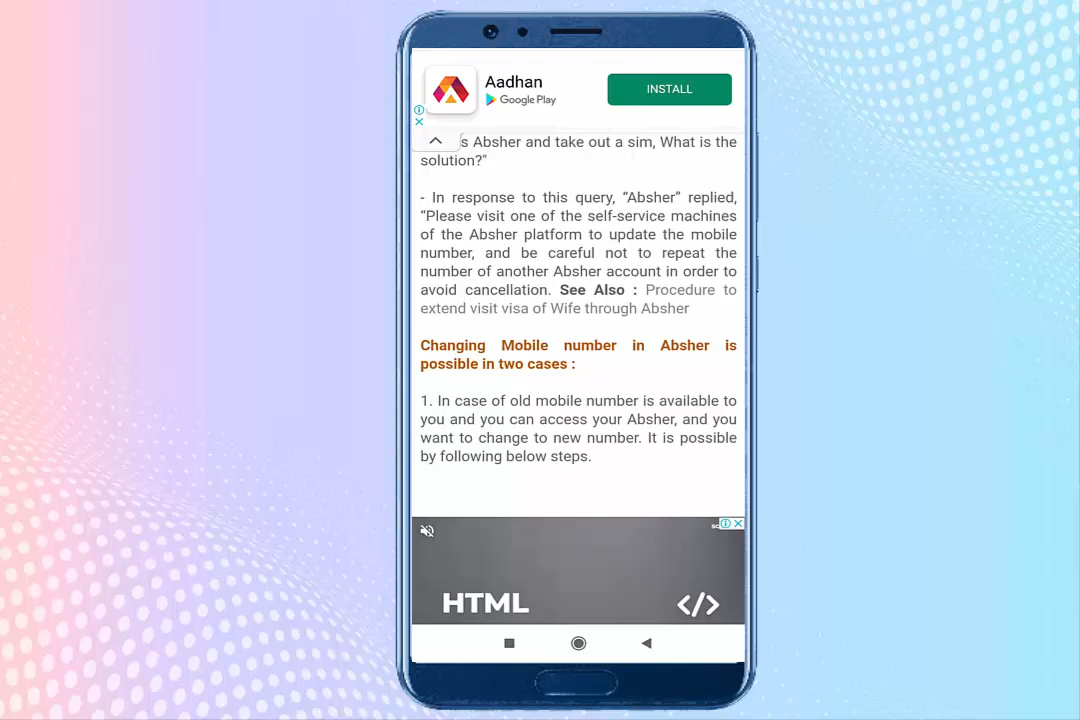 Aadhan
Google Play
INSTALL
s Absher and take out a sim, What is the
solution?"
- In response to this query, “Absher” replied,
“Please visit one of the self-service machines
of the Absher platform to update the mobile
number, and be careful not to repeat the
number of another Absher account in order to
avoid cancellation. See Also : Procedure to
extend visit visa of Wife through Absher
Changing Mobile number in Absher is
possible in two cases :
1. In case of old mobile number is available to
you and you can access your Absher, and you
want to change to new number. It is possible
by following below steps.
HTML
</>